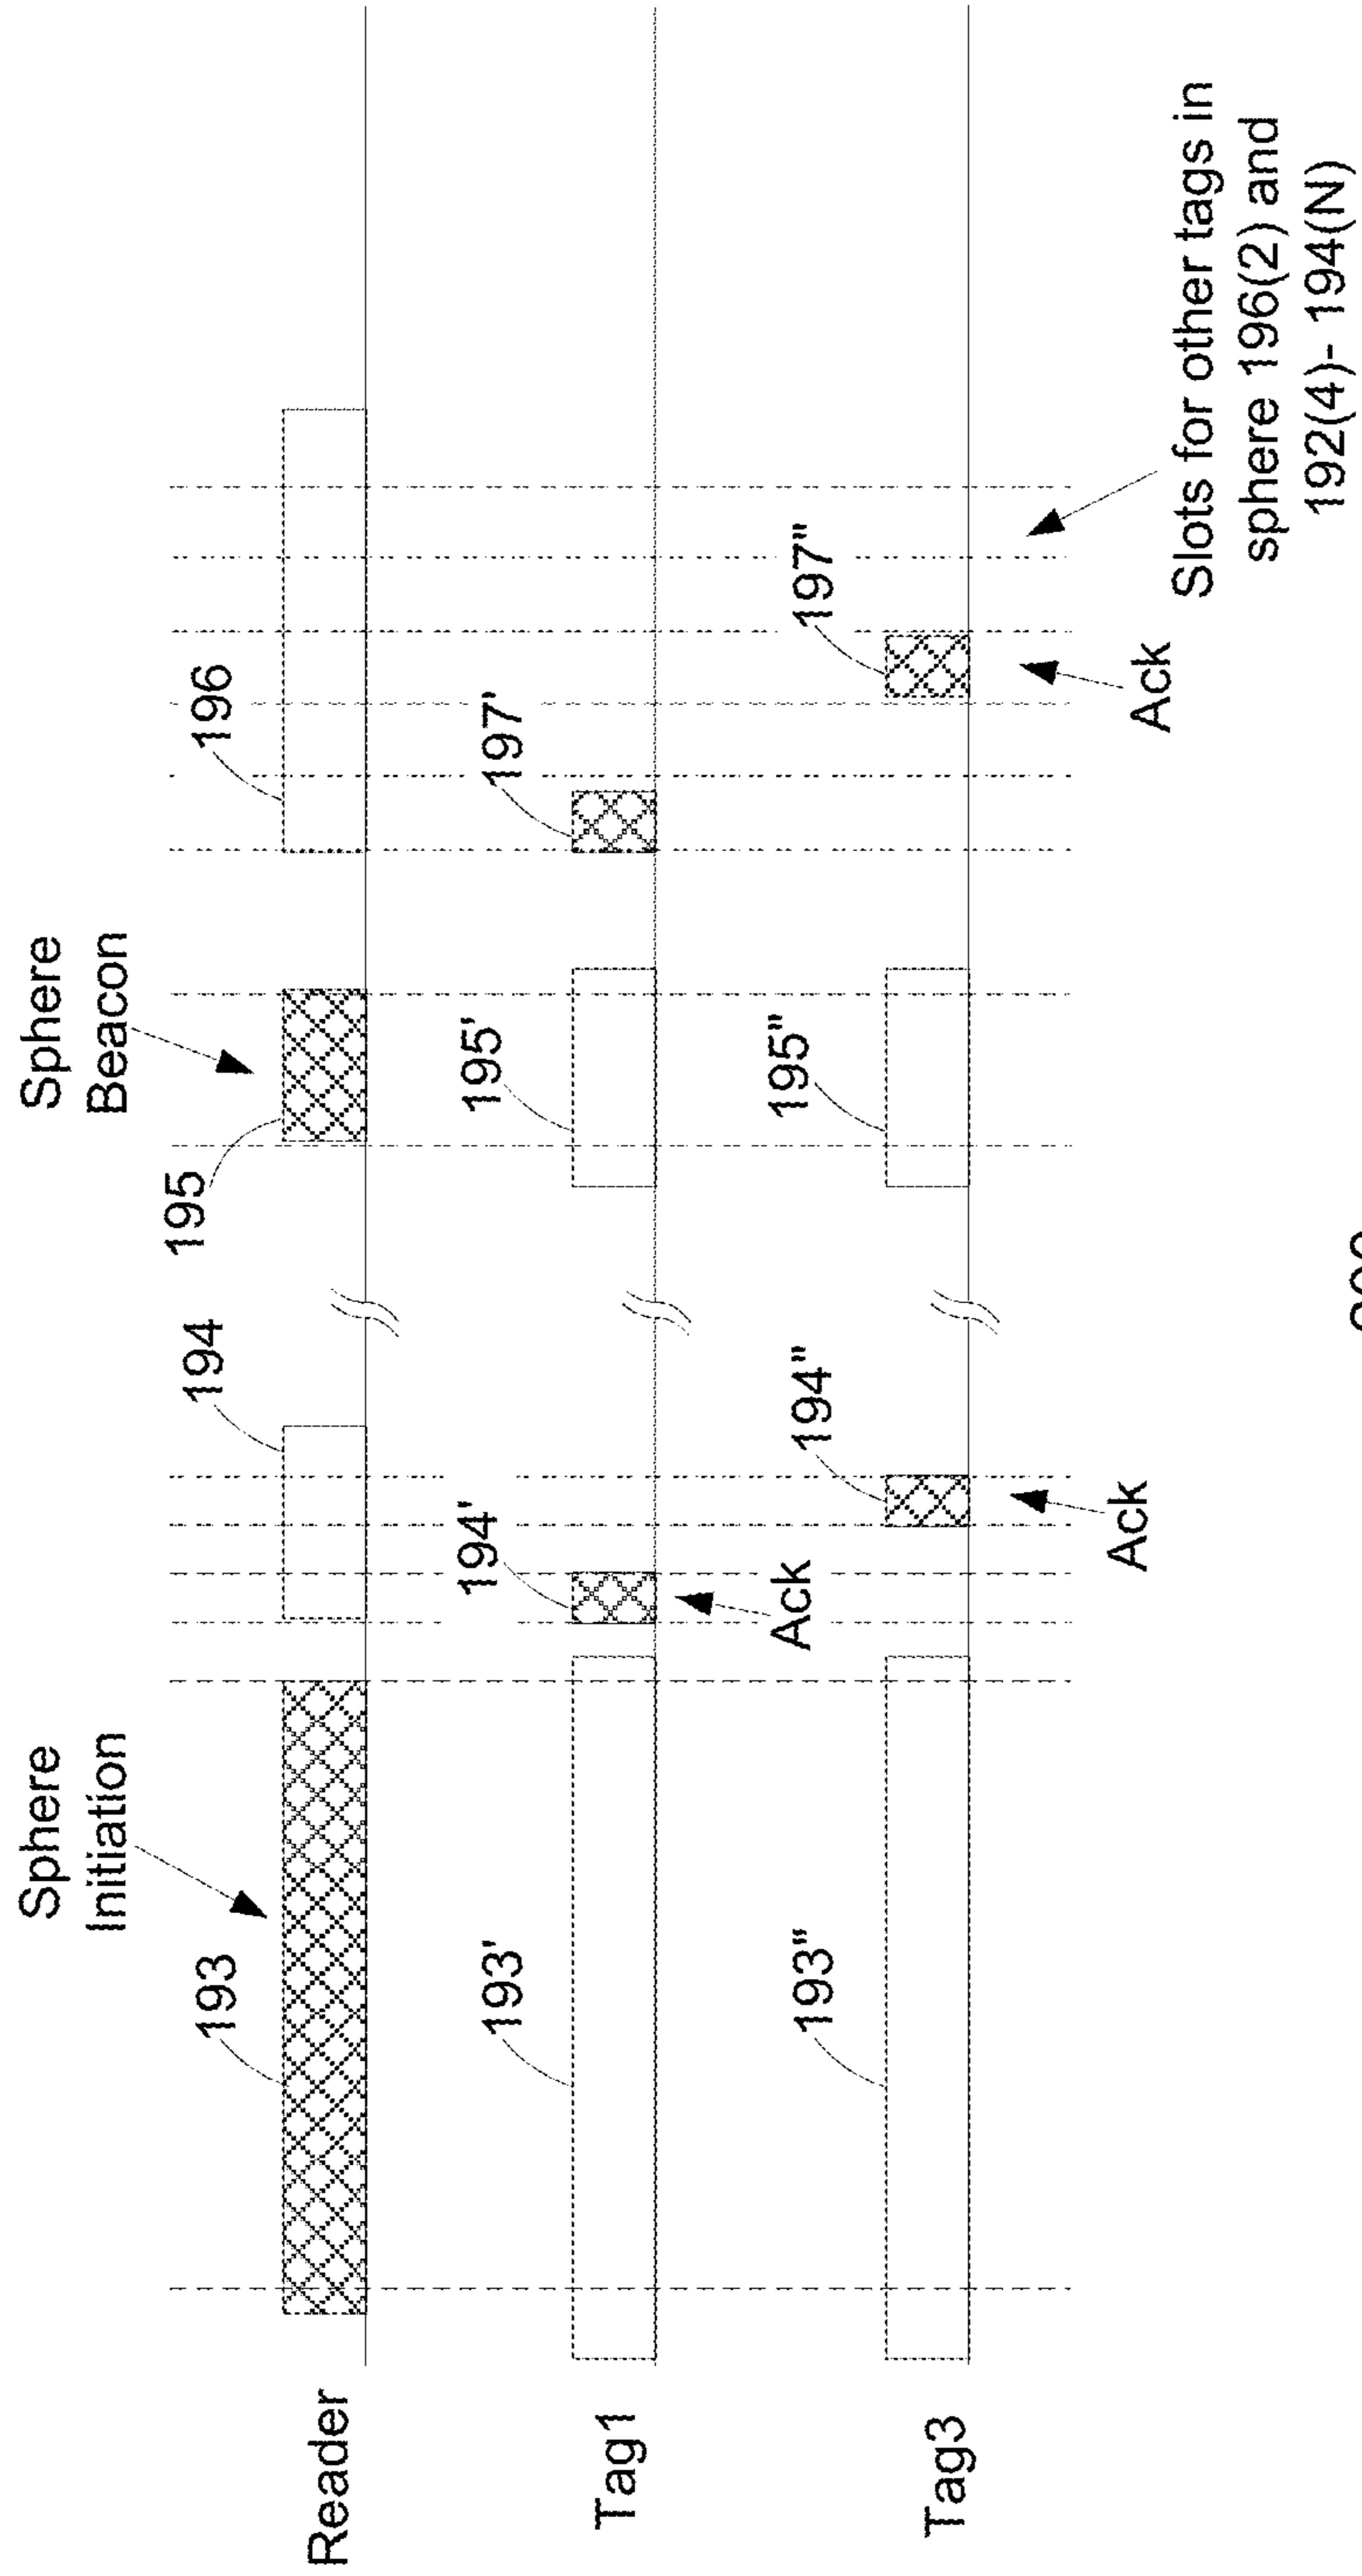 Sphere
Initiation
Sphere
Beacon
193
194
195
196
Reader
193'
194'
Ack
195'
197'
Tag1
193"
194"
Ack
195"
197"
Ack
Tag3
Slots for other tags in
sphere 196(2) and
192(4)- 194(N)